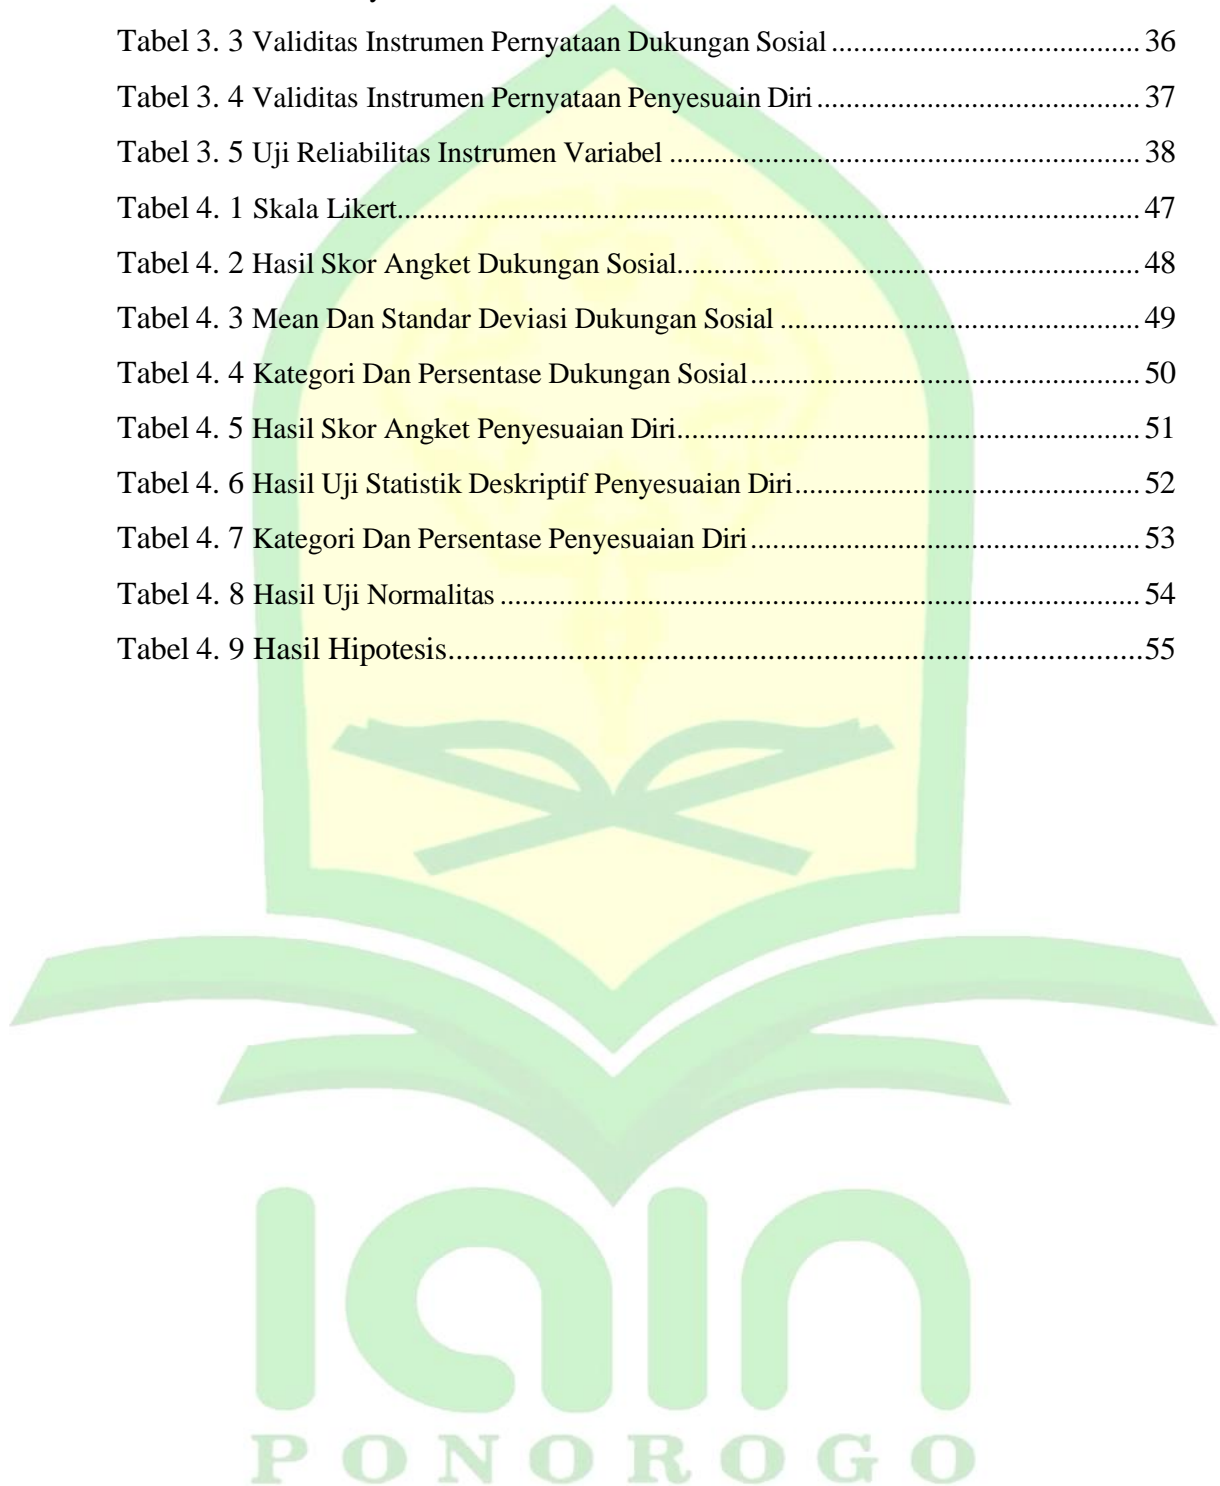 Tabel 3. 3 Validitas Instrumen Pernyataan Dukungan Sosial ........................................ 36
Tabel 3. 4 Validitas Instrumen Pernyataan Penyesuain Diri .......................................... 37
Tabel 3. 5 Uji Reliabilitas Instrumen Variabel .............................................................. 38
Tabel 4. 1 Skala Likert................................................................................................... 47
Tabel 4. 2 Hasil Skor Angket Dukungan Sosial............................................................. 48
Tabel 4. 3 Mean Dan Standar Deviasi Dukungan Sosial ............................................... 49
Tabel 4. 4 Kategori Dan Persentase Dukungan Sosial................................................... 50
Tabel 4. 5 Hasil Skor Angket Penyesuaian Diri............................................................. 51
Tabel 4. 6 Hasil Uji Statistik Deskriptif Penyesuaian Diri............................................. 52
Tabel 4. 7 Kategori Dan Persentase Penyesuaian Diri................................................... 53
Tabel 4. 8 Hasil Uji Normalitas ..................................................................................... 54
Tabel 4. 9 Hasil Hipotesis.........................................................................................55
iain
PONOROGO